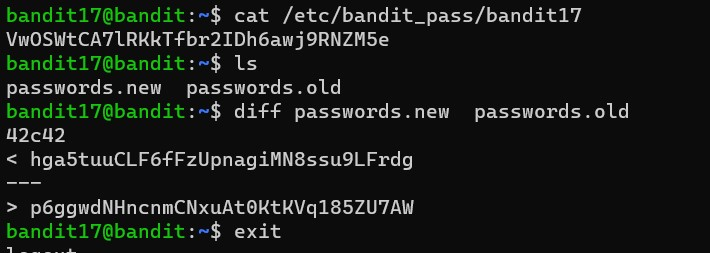 bandit17@bandit:~$ cat /etc/bandit_pass/bandit17
VwOSWtCA7lRKkTfbr2IDh6awj9RNZM5e
bandit17@bandit:~$ ls
passwords.new  passwords.old
bandit17@bandit:~$ diff passwords.new  passwords.old
42c42
< hga5tuuCLF6fFzUpnagiMN8ssu9LFrdg
---
> p6ggwdNHncnmCNxuAt0KtKVq185ZU7AW
bandit17@bandit:~$ exit
logout